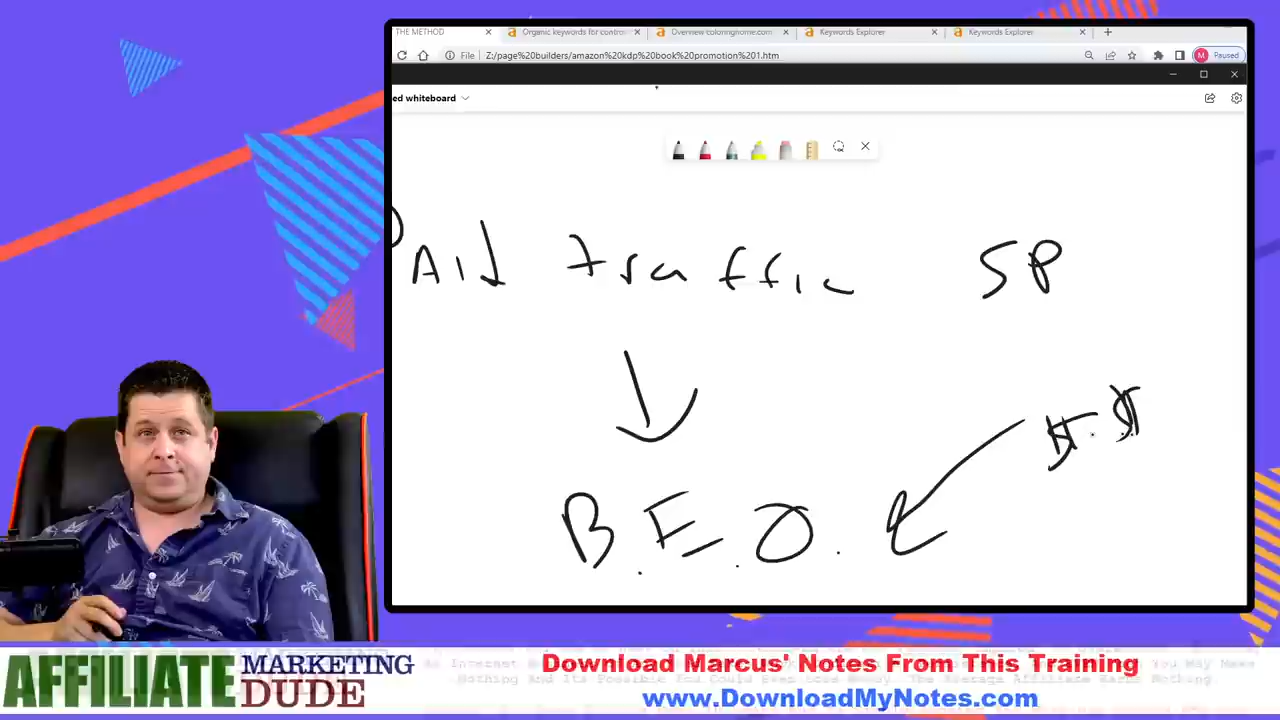 THE METHOD
Organic keywords for contro
Overview coloringhome.com
Keywords Explorer
Keywords Explorer
File Z:/page%20builders/amazon%20kdp%20book%20promotion%201.htm
M Paused
ed whiteboard
PAid traffic SP
$ $
B.E.O.
AFFILIATE MARKETING DUDE
Download Marcus' Notes From This Training
www.DownloadMyNotes.com